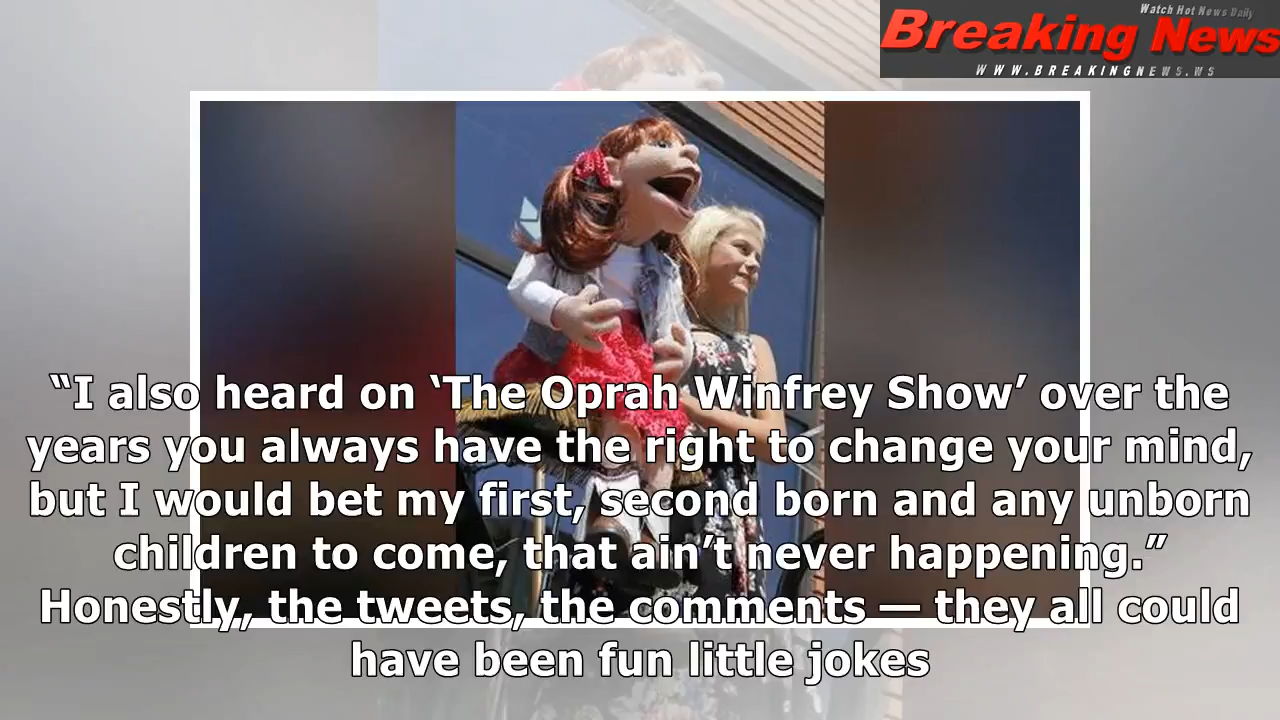 Watch Hot News Daily
Breaking News
WWW.BREAKINGNEWS.WS
“I also heard on ‘The Oprah Winfrey Show’ over the
years you always have the right to change your mind,
but I would bet my first, second born and any unborn
children to come, that ain’t never happening.”
Honestly, the tweets, the comments — they all could
have been fun little jokes